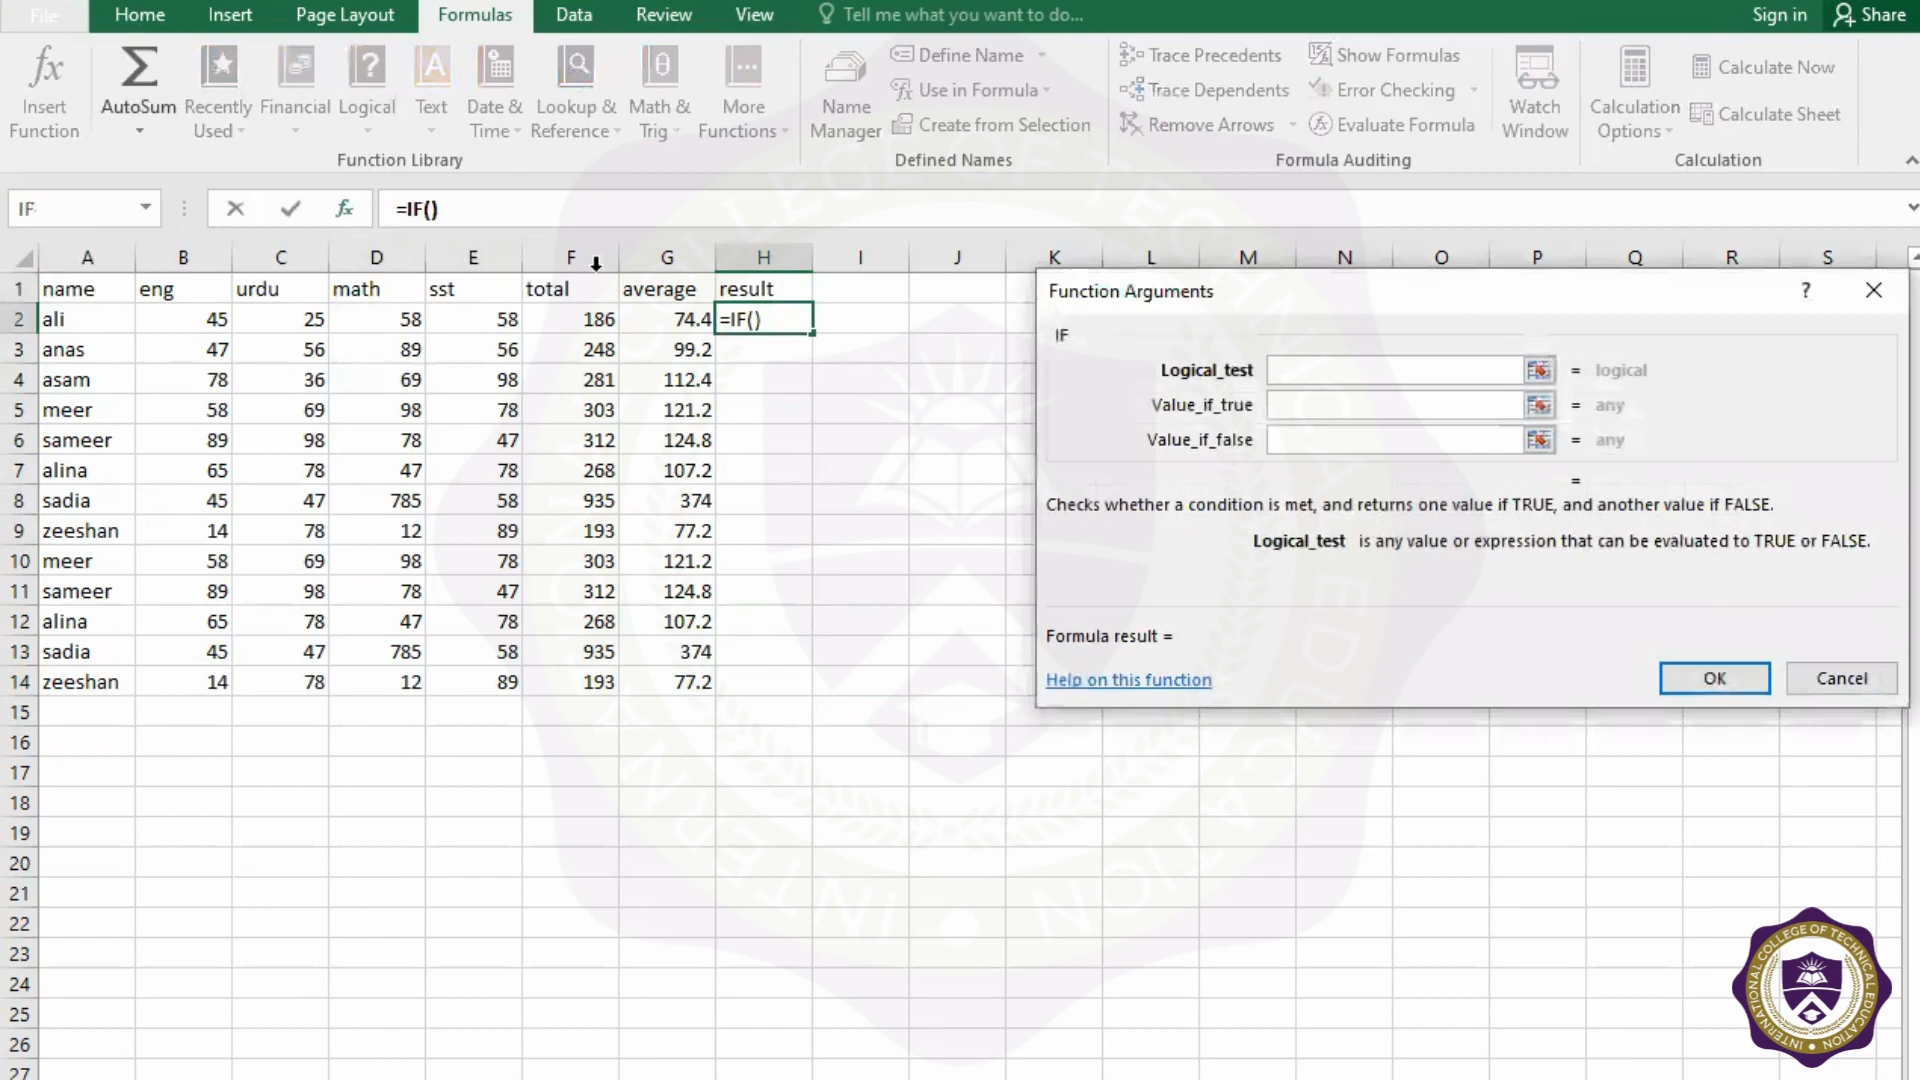 File Home Insert Page Layout Formulas Data Review View Tell me what you want to do... Sign in Share
fx Σ ? A θ
Insert Function AutoSum Recently Used Financial Logical Text Date & Time Lookup & Reference Math & Trig More Functions
Function Library
Name Manager
Define Name
Use in Formula
Create from Selection
Defined Names
Trace Precedents Show Formulas
Trace Dependents Error Checking
Remove Arrows Evaluate Formula
Formula Auditing
Watch Window
Calculation Options
Calculate Now
Calculate Sheet
Calculation
IF fx =IF()
A B C D E F G H I J K L M N O P Q R S
1 name eng urdu math sst total average result
2 ali 45 25 58 58 186 74.4 =IF()
3 anas 47 56 89 56 248 99.2
4 asam 78 36 69 98 281 112.4
5 meer 58 69 98 78 303 121.2
6 sameer 89 98 78 47 312 124.8
7 alina 65 78 47 78 268 107.2
8 sadia 45 47 785 58 935 374
9 zeeshan 14 78 12 89 193 77.2
10 meer 58 69 98 78 303 121.2
11 sameer 89 98 78 47 312 124.8
12 alina 65 78 47 78 268 107.2
13 sadia 45 47 785 58 935 374
14 zeeshan 14 78 12 89 193 77.2
15
16
17
18
19
20
21
22
23
24
25
26
27
Function Arguments ?
IF
Logical_test = logical
Value_if_true = any
Value_if_false = any
=
Checks whether a condition is met, and returns one value if TRUE, and another value if FALSE.
Logical_test is any value or expression that can be evaluated to TRUE or FALSE.
Formula result =
Help on this function OK Cancel
INTERNATIONAL COLLEGE OF TECHNICAL EDUCATION